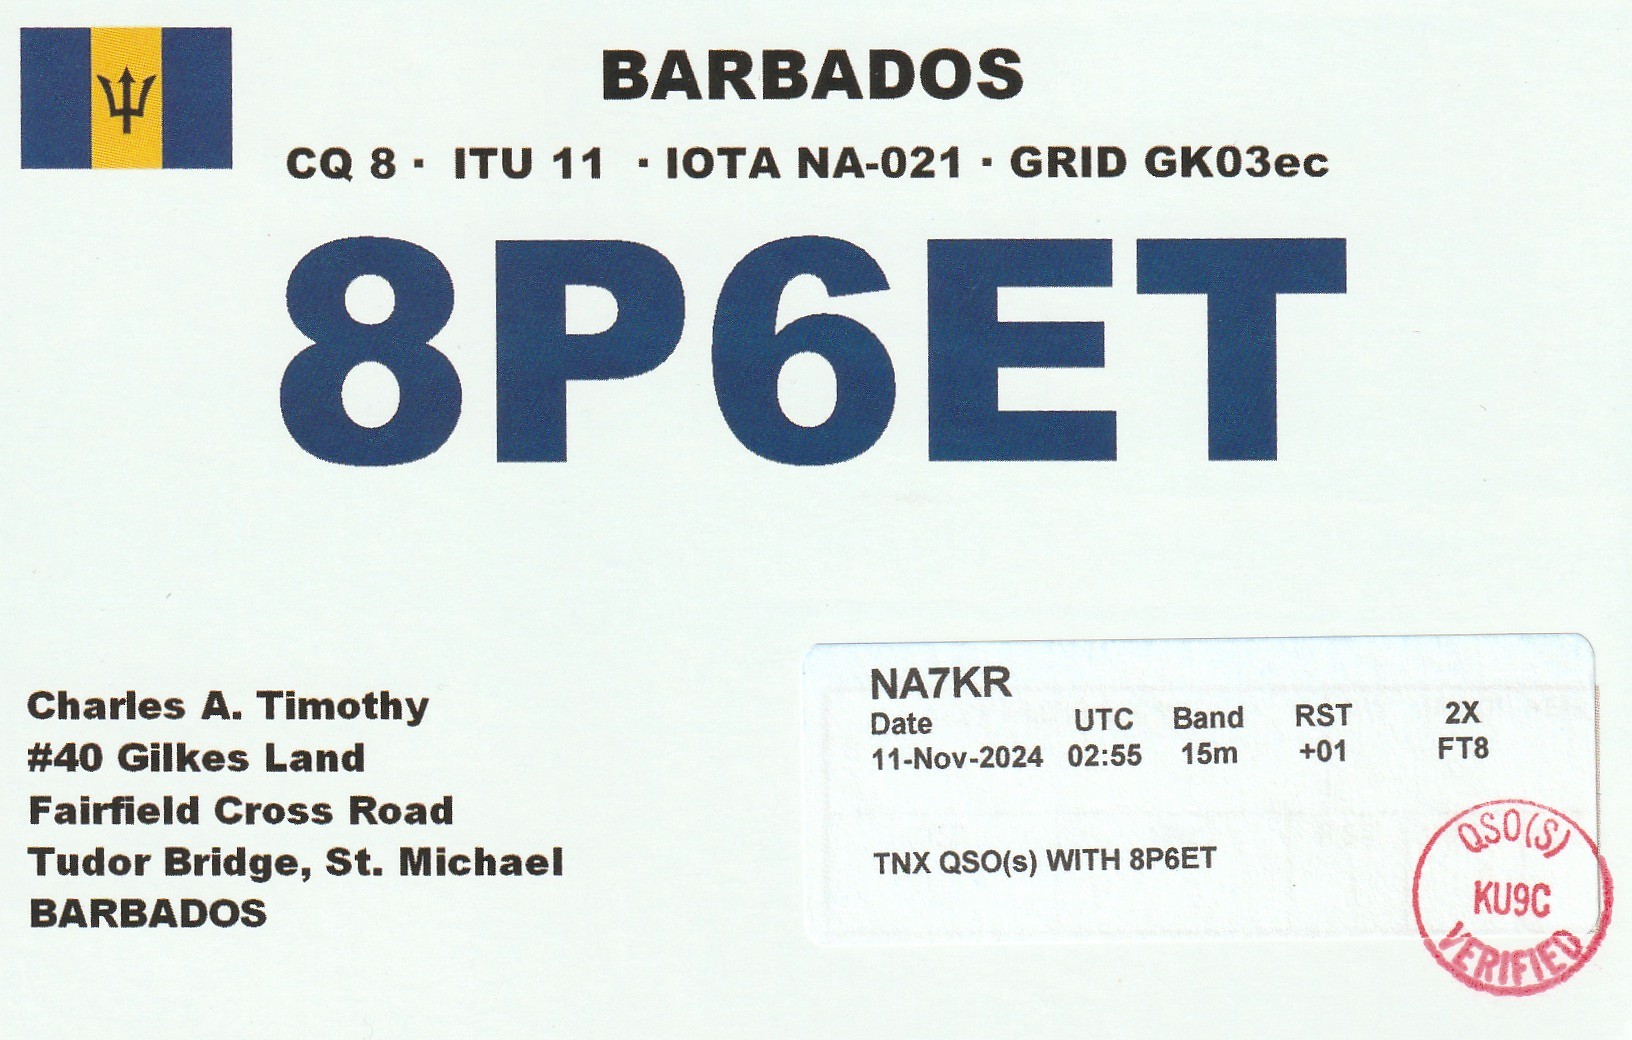 BARBADOS
CQ 8 · ITU 11 · IOTA NA-021 · GRID GK03ec
8P6ET
Charles A. Timothy
#40 Gilkes Land
Fairfield Cross Road
Tudor Bridge, St. Michael
BARBADOS
NA7KR
Date UTC Band RST 2X
11-Nov-2024 02:55 15m +01 FT8
TNX QSO(s) WITH 8P6ET
QSO(S)
KU9C
VERIFIED